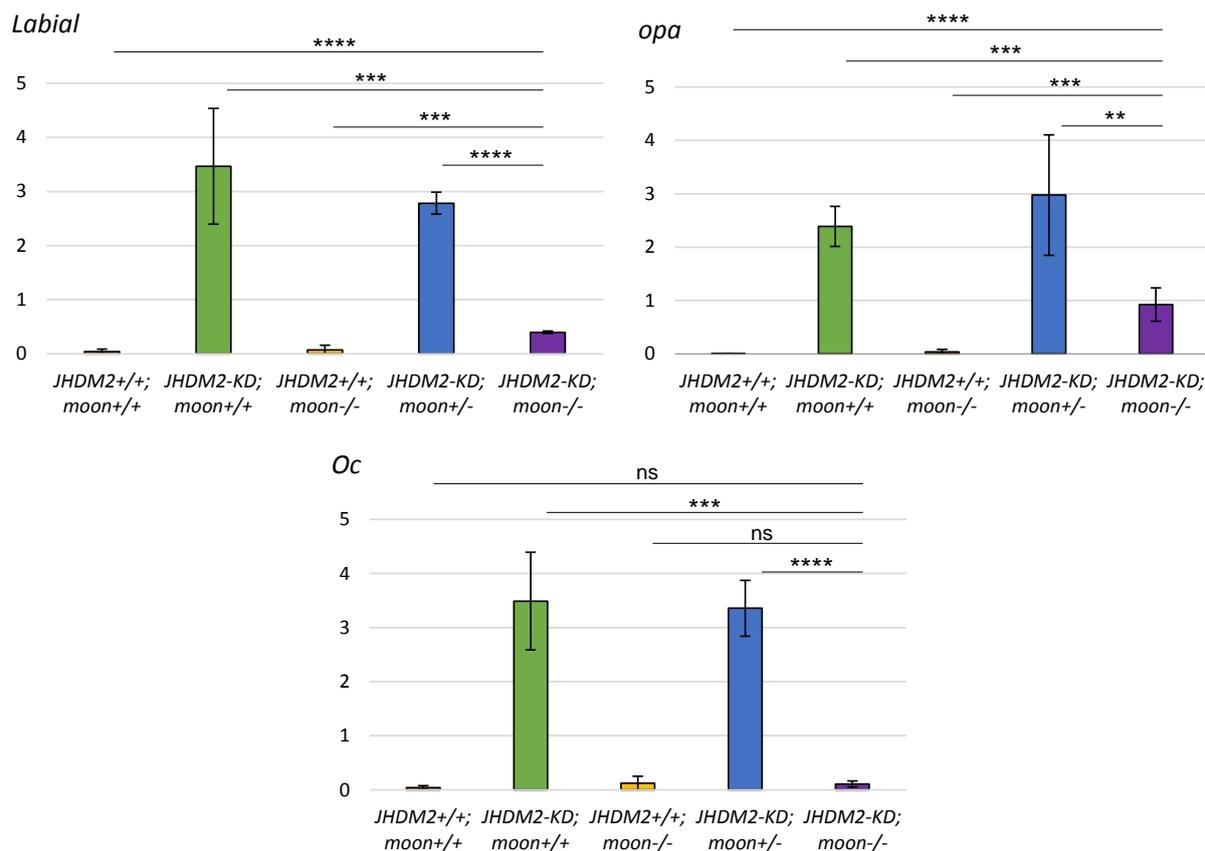 Labial
****
***
***
****
5
4
3
2
1
0
JHDM2+/+; JHDM2-KD; JHDM2+/+; JHDM2-KD; JHDM2-KD;
moon+/+ moon+/+ moon-/- moon+/- moon-/-
opa
****
***
***
**
5
4
3
2
1
0
JHDM2+/+; JHDM2-KD; JHDM2+/+; JHDM2-KD; JHDM2-KD;
moon+/+ moon+/+ moon-/- moon+/- moon-/-
Oc
ns
***
ns
****
5
4
3
2
1
0
JHDM2+/+; JHDM2-KD; JHDM2+/+; JHDM2-KD; JHDM2-KD;
moon+/+ moon+/+ moon-/- moon+/- moon-/-